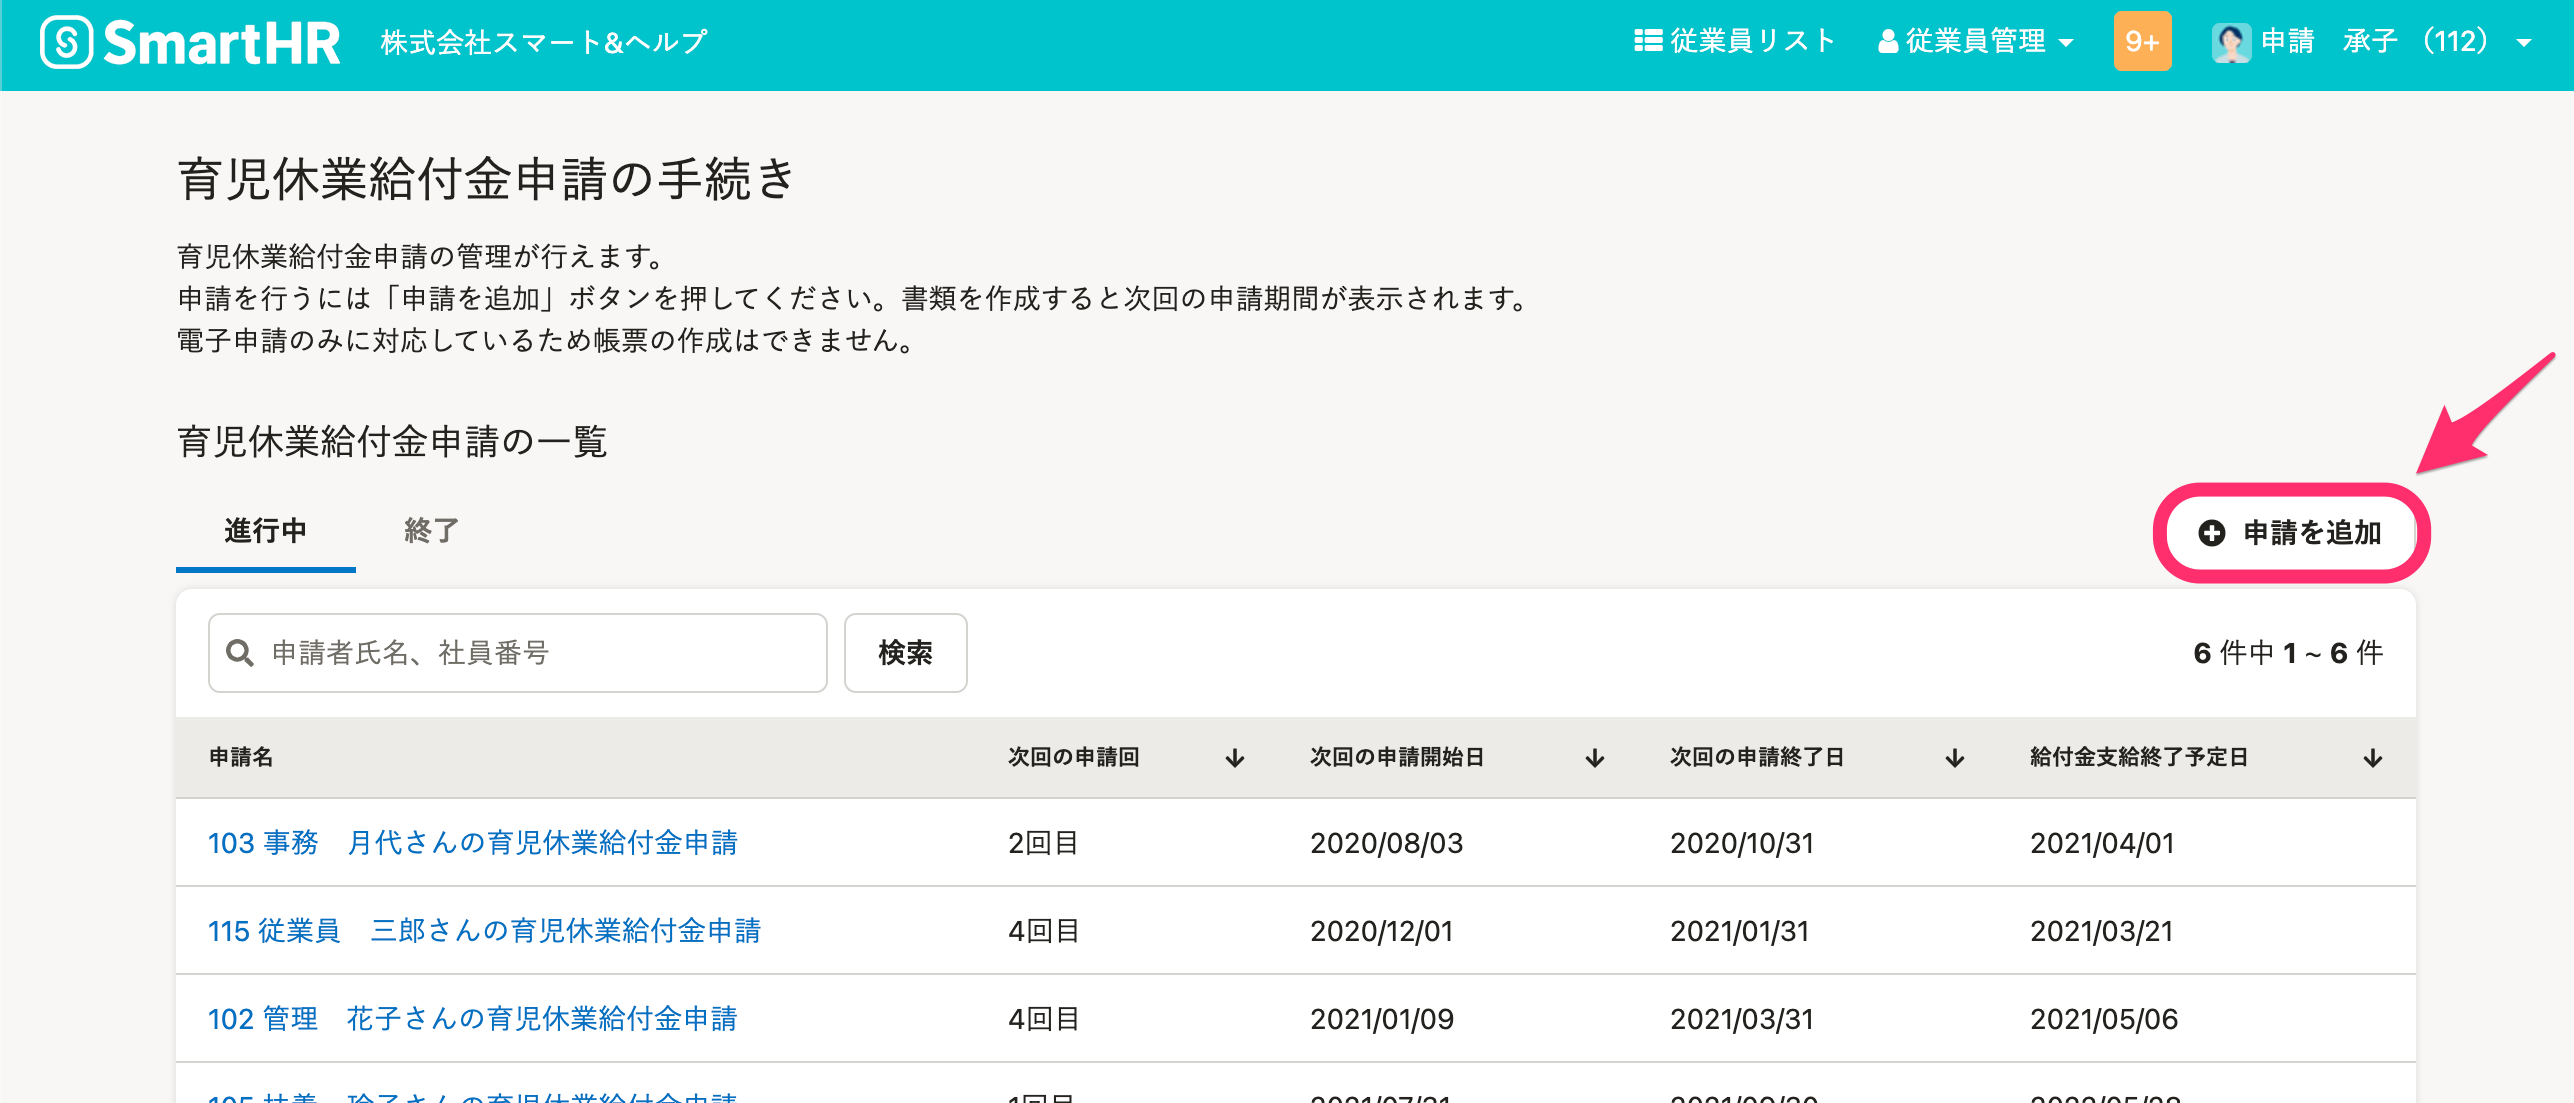 SmartHR 株式会社スマート&ヘルプ 従業員リスト 従業員管理 9+ 申請　承子（112）
育児休業給付金申請の手続き
育児休業給付金申請の管理が行えます。
申請を行うには「申請を追加」ボタンを押してください。書類を作成すると次回の申請期間が表示されます。
電子申請のみに対応しているため帳票の作成はできません。
育児休業給付金申請の一覧
進行中 終了 申請を追加
申請者氏名、社員番号 検索 6 件中 1 ~ 6 件
申請名 次回の申請回 次回の申請開始日 次回の申請終了日 給付金支給終了予定日
103 事務　月代さんの育児休業給付金申請 2回目 2020/08/03 2020/10/31 2021/04/01
115 従業員　三郎さんの育児休業給付金申請 4回目 2020/12/01 2021/01/31 2021/03/21
102 管理　花子さんの育児休業給付金申請 4回目 2021/01/09 2021/03/31 2021/05/06